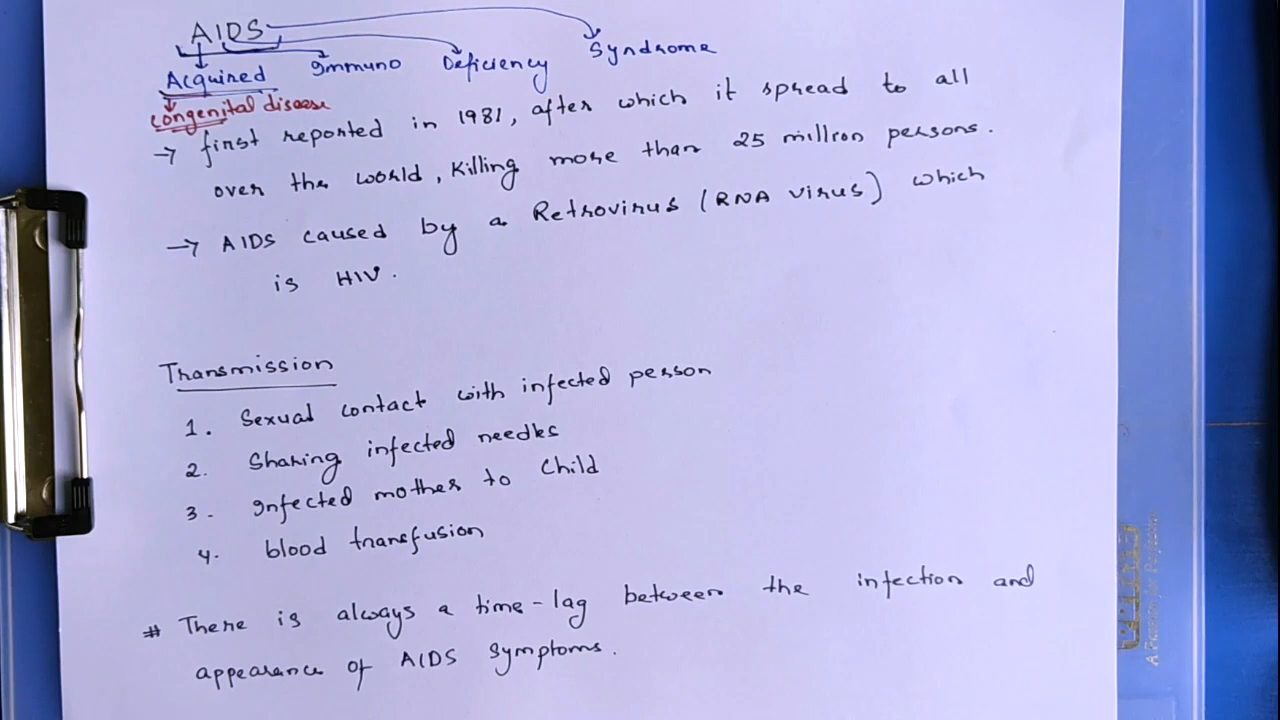 AIDS
Acquired Immuno Deficiency Syndrome
congenital disease
→ first reported in 1981, after which it spread to all
over the world, killing more than 25 million persons.
→ AIDS caused by a Retrovirus (RNA virus) which
is HIV.
Transmission
1. Sexual contact with infected person
2. Sharing infected needles
3. Infected mother to child
4. blood transfusion
# There is always a time-lag between the infection and
appearance of AIDS symptoms.